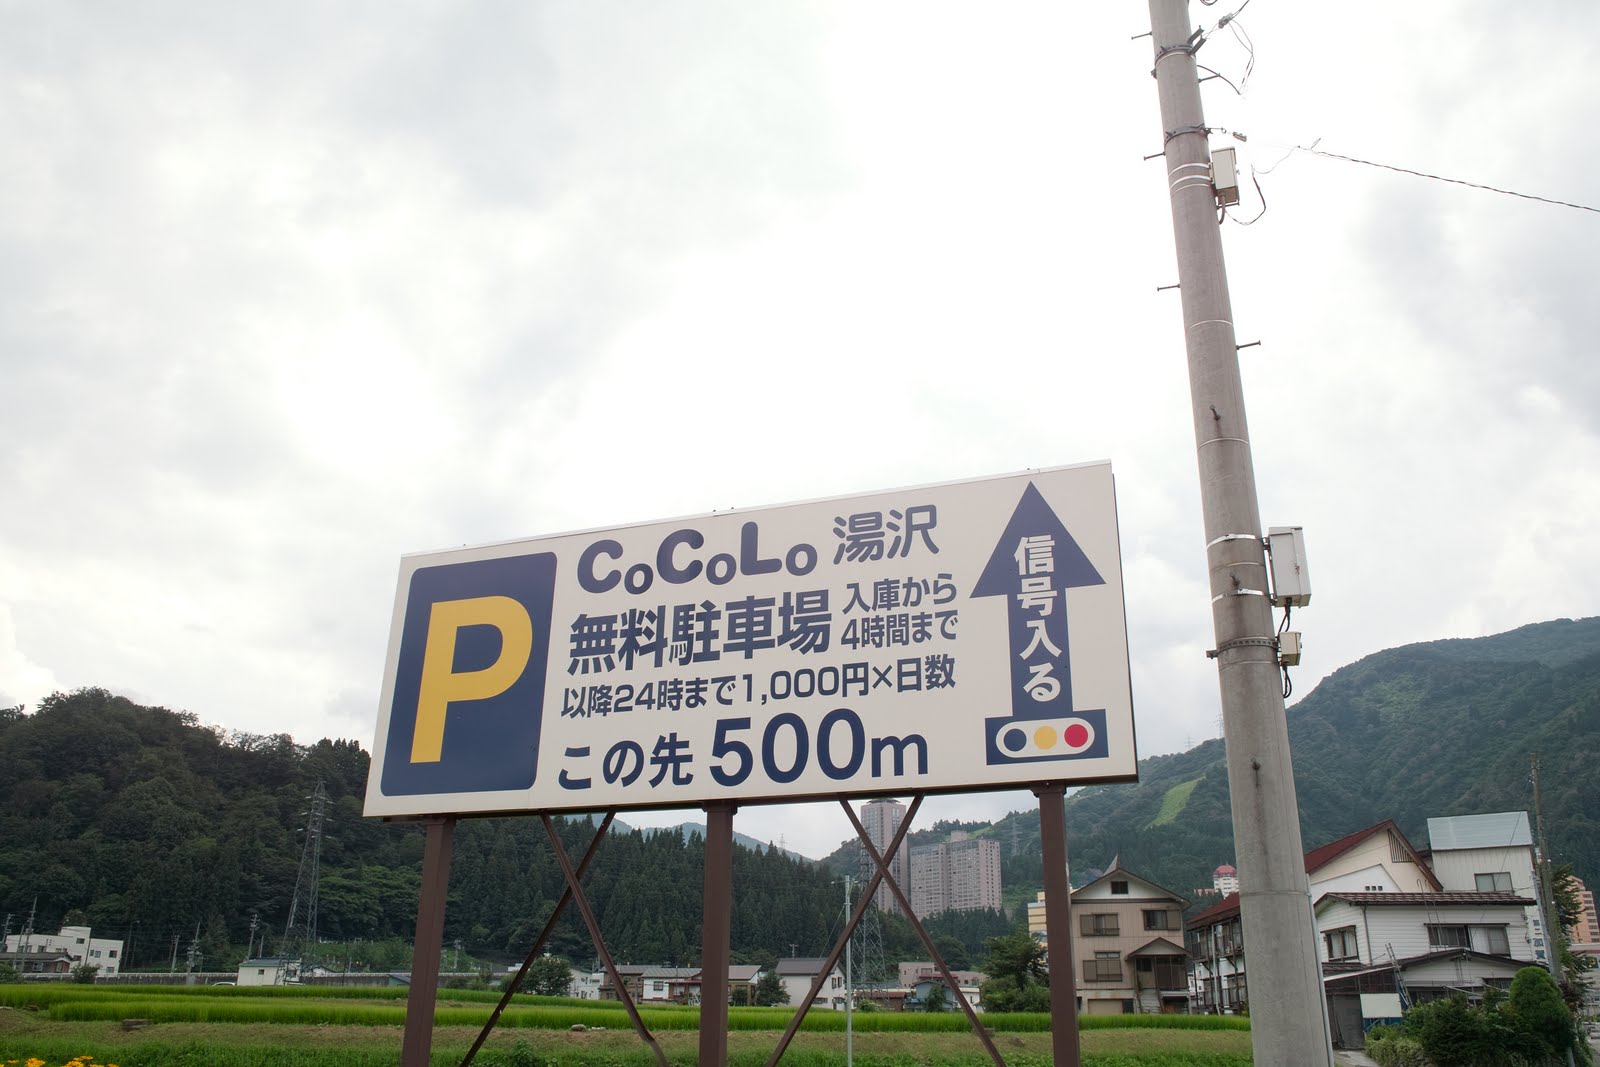 P
CoCoLo 湯沢
無料駐車場
入庫から
4時間まで
以降24時まで1,000円×日数
この先 500m
信号入る